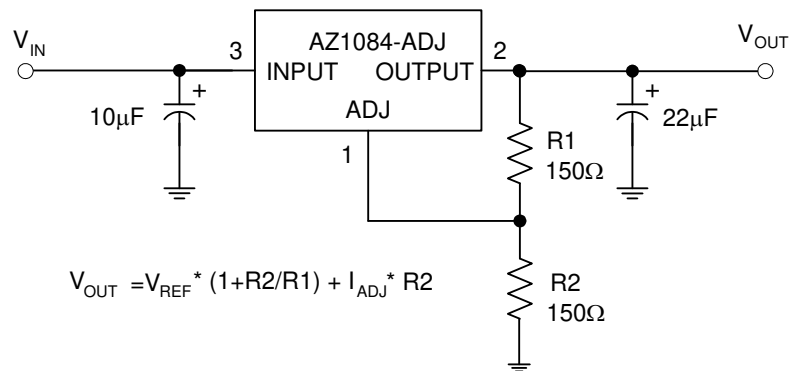 V_IN
3
AZ1084-ADJ
INPUT OUTPUT
ADJ
2
V_OUT
+
10μF
1
R1
150Ω
+
22μF
V_OUT =V_REF* (1+R2/R1) + I_ADJ* R2
R2
150Ω